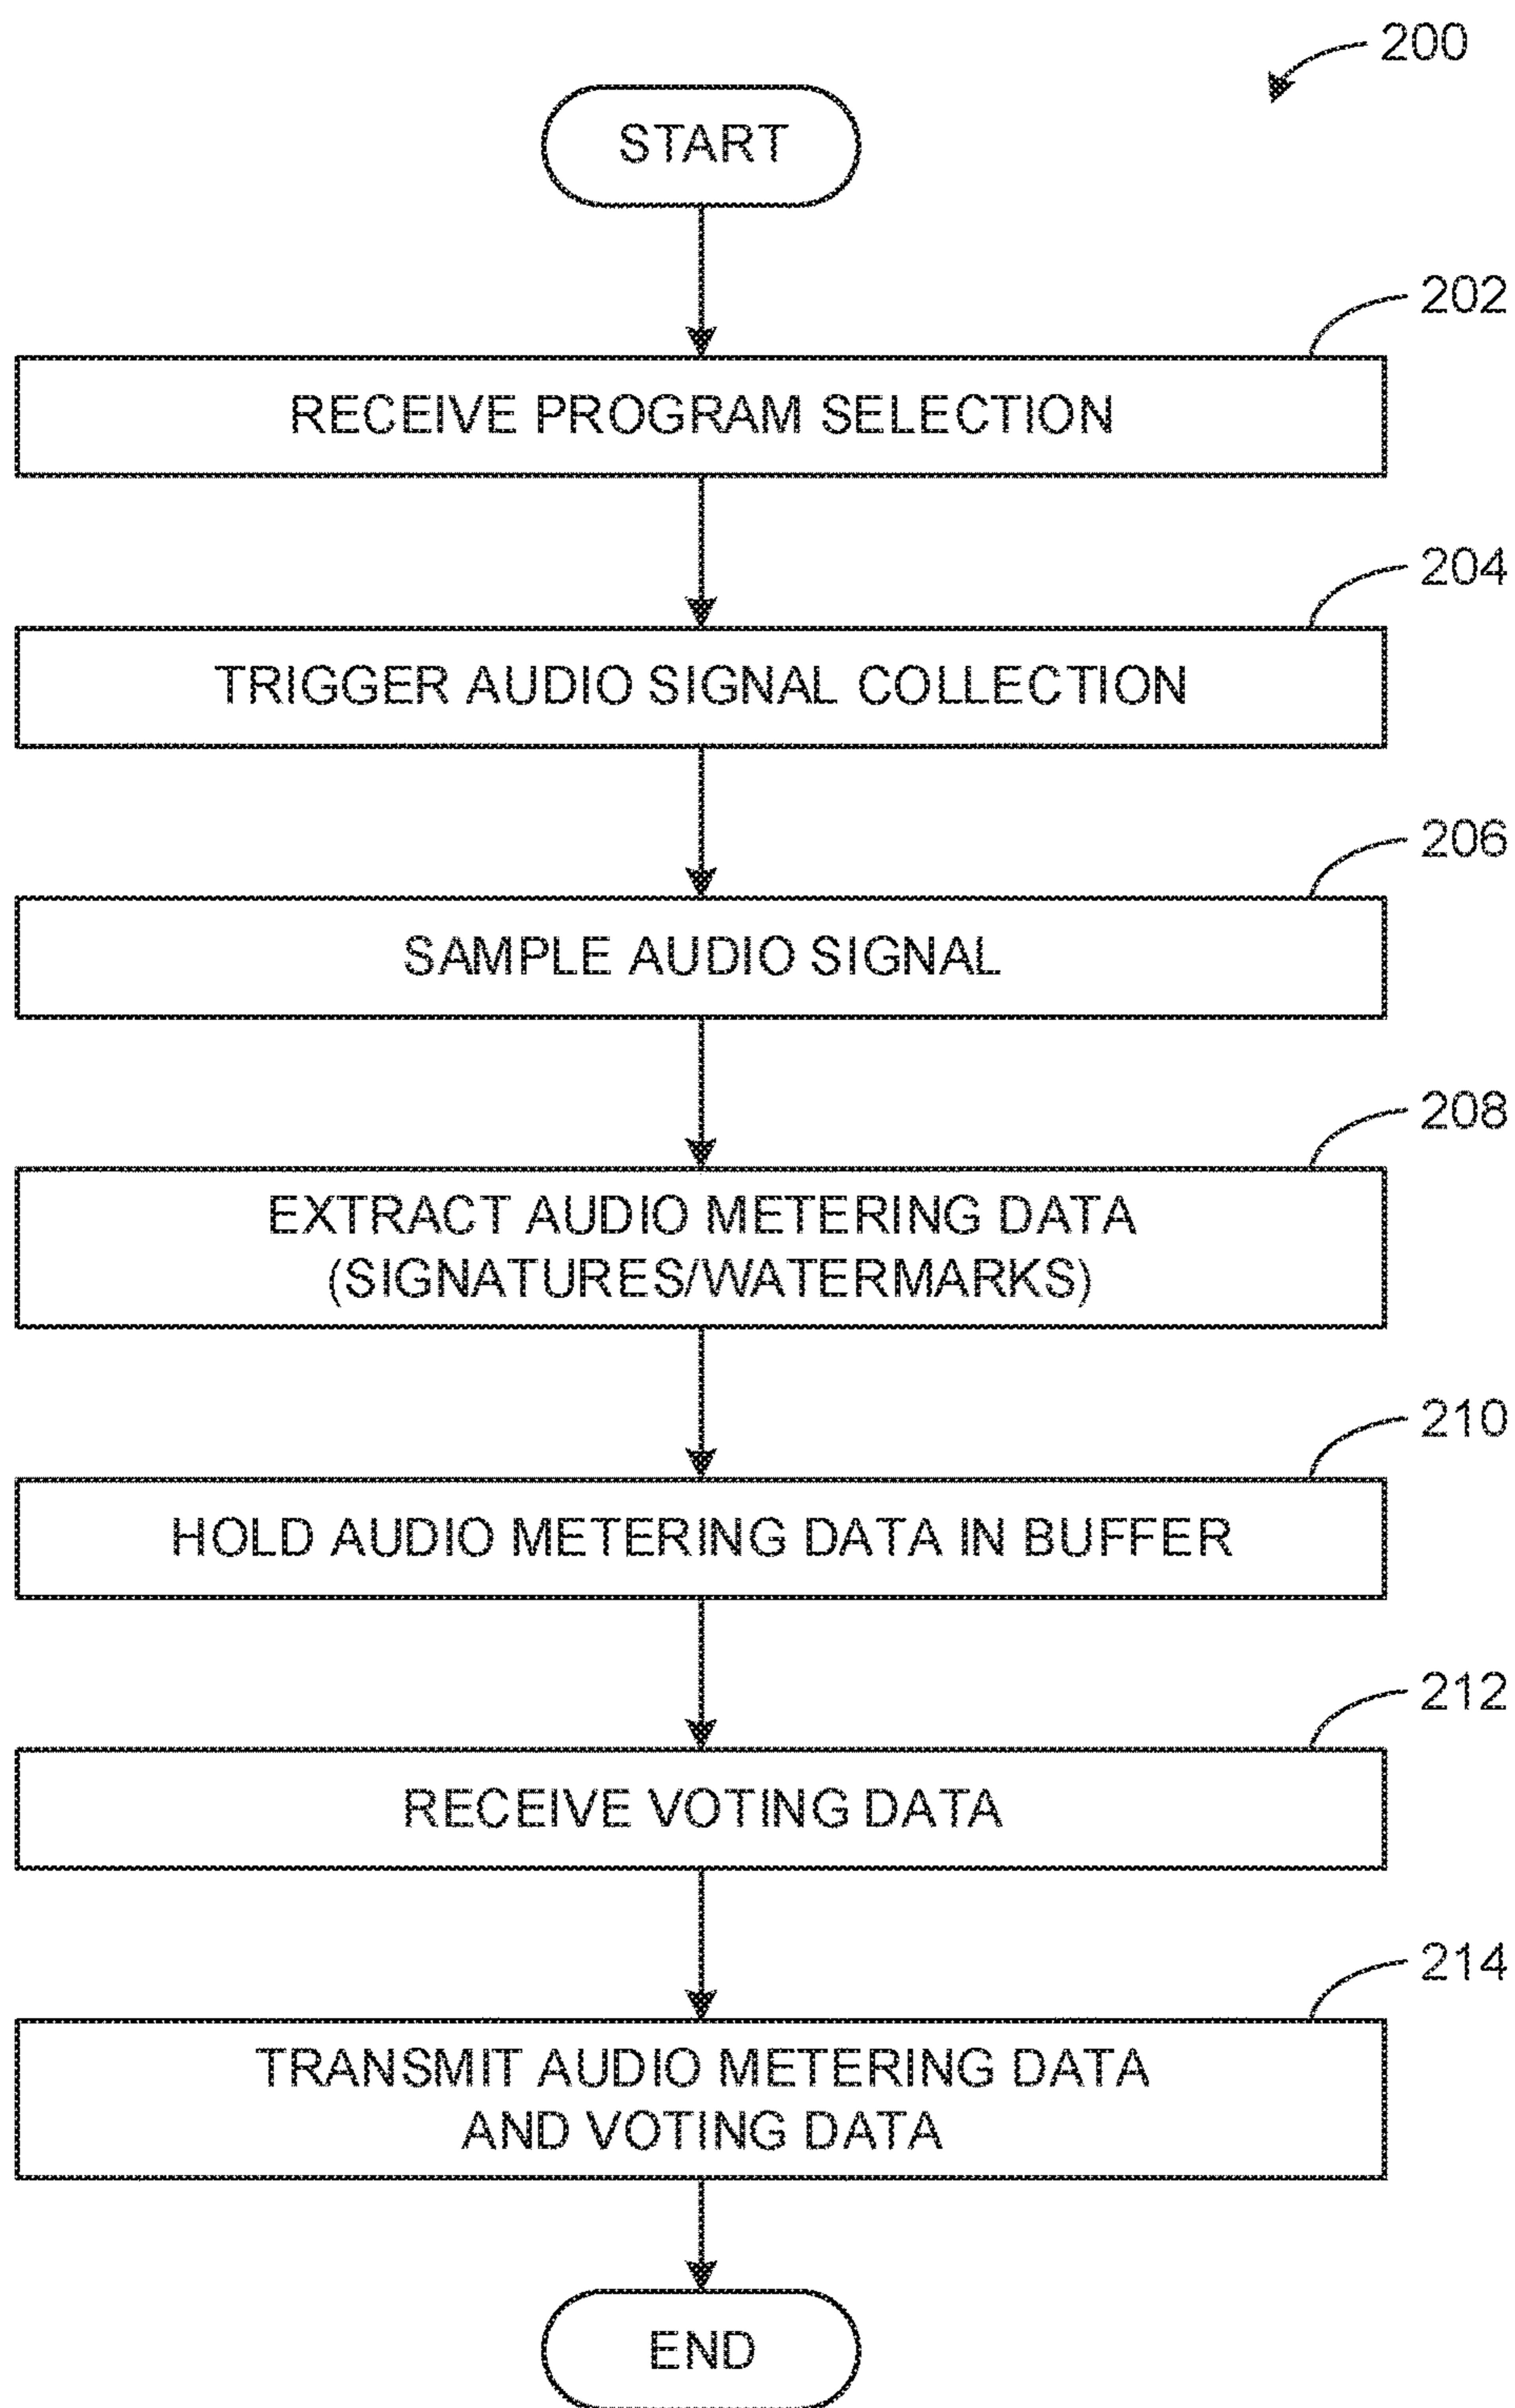 200
START
202
RECEIVE PROGRAM SELECTION
204
TRIGGER AUDIO SIGNAL COLLECTION
206
SAMPLE AUDIO SIGNAL
208
EXTRACT AUDIO METERING DATA
(SIGNATURES/WATERMARKS)
210
HOLD AUDIO METERING DATA IN BUFFER
212
RECEIVE VOTING DATA
214
TRANSMIT AUDIO METERING DATA
AND VOTING DATA
END